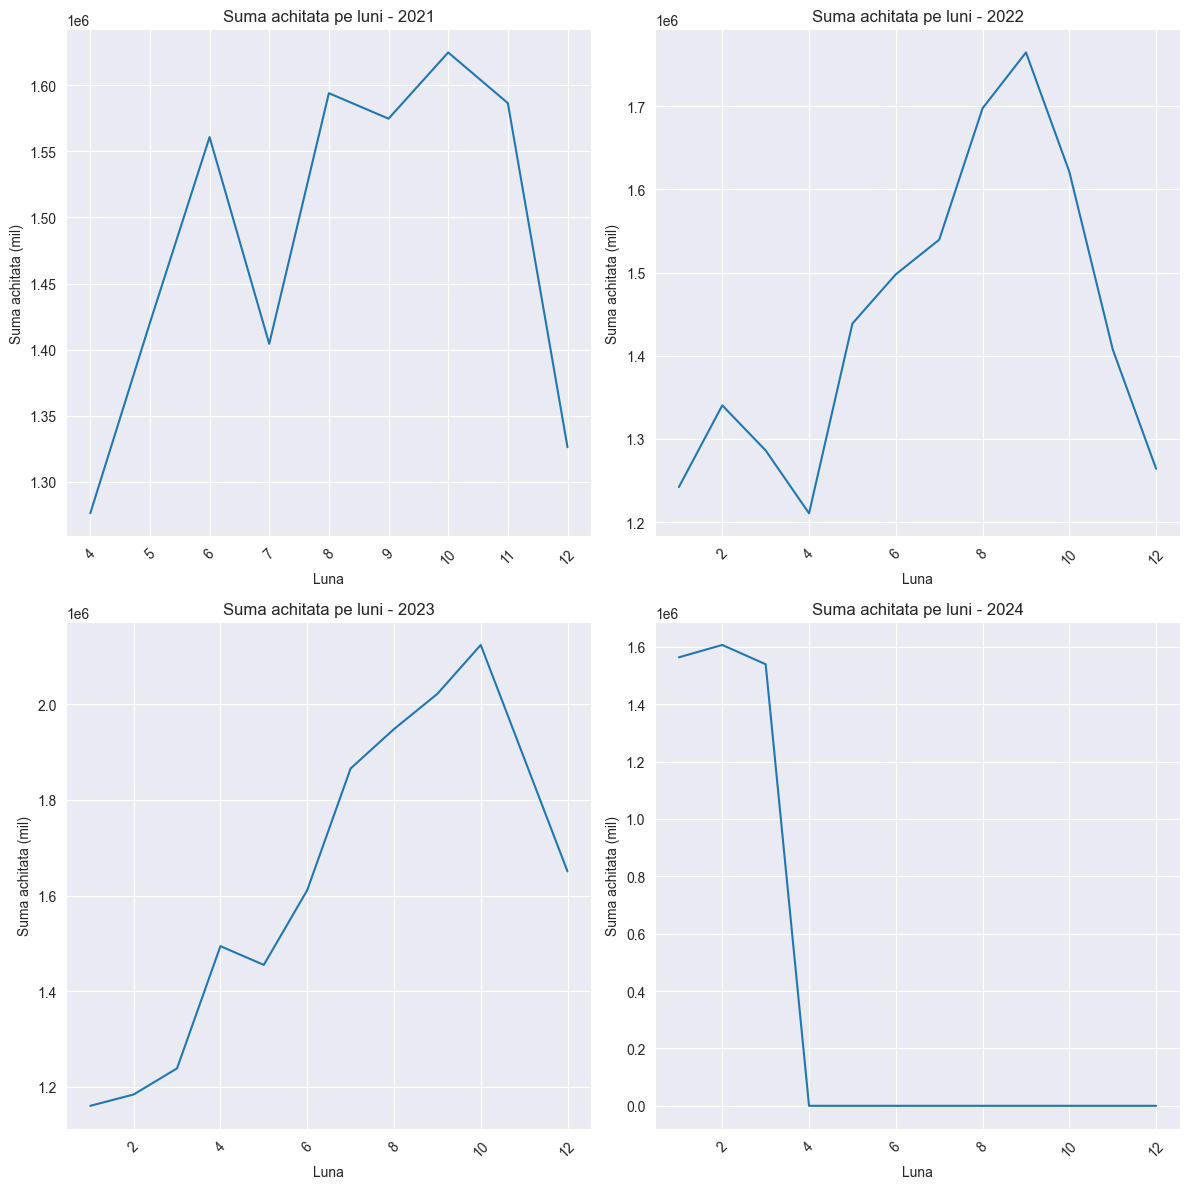 Suma achitata pe luni - 2021
1e6
Suma achitata (mil)
1.60
1.55
1.50
1.45
1.40
1.35
1.30
4 5 6 7 8 9 10 11 12
Luna
Suma achitata pe luni - 2022
1e6
Suma achitata (mil)
1.7
1.6
1.5
1.4
1.3
1.2
2 4 6 8 10 12
Luna
Suma achitata pe luni - 2023
1e6
Suma achitata (mil)
2.0
1.8
1.6
1.4
1.2
2 4 6 8 10 12
Luna
Suma achitata pe luni - 2024
1e6
Suma achitata (mil)
1.6
1.4
1.2
1.0
0.8
0.6
0.4
0.2
0.0
2 4 6 8 10 12
Luna